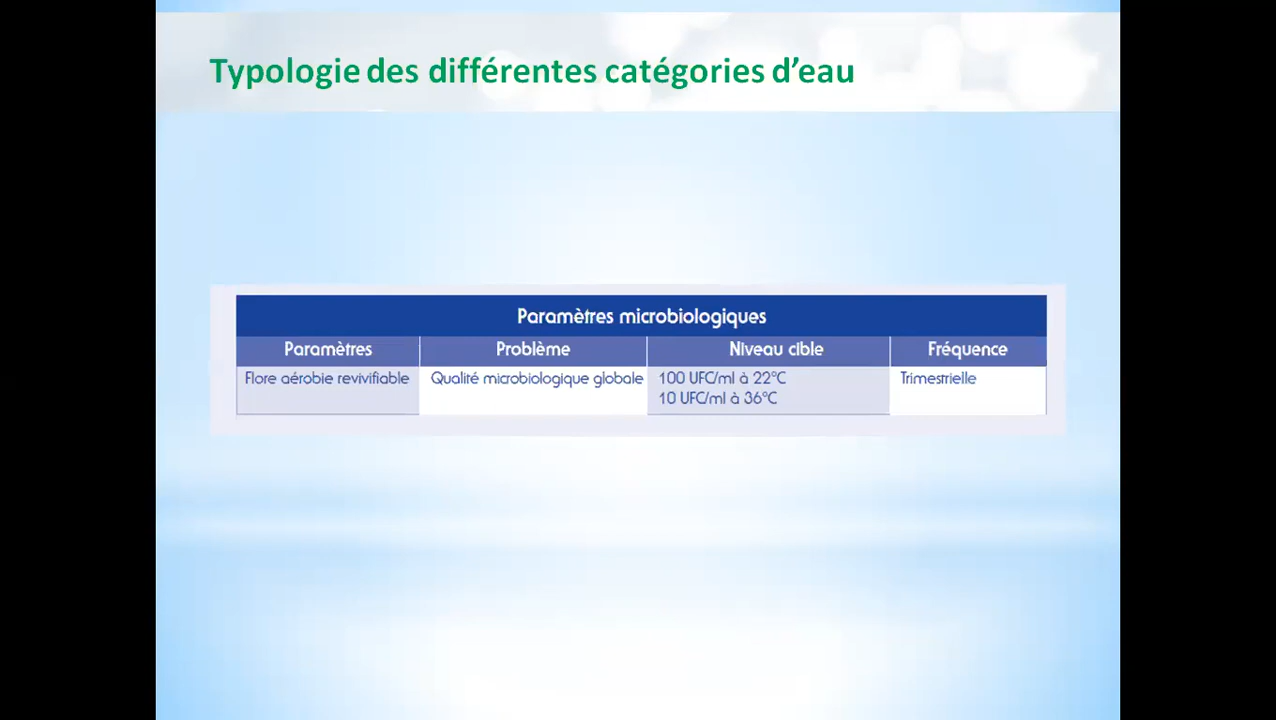 Typologie des différentes catégories d’eau
Paramètres microbiologiques
Paramètres Problème Niveau cible Fréquence
Flore aérobie revivifiable Qualité microbiologique globale 100 UFC/ml à 22°C Trimestrielle
10 UFC/ml à 36°C